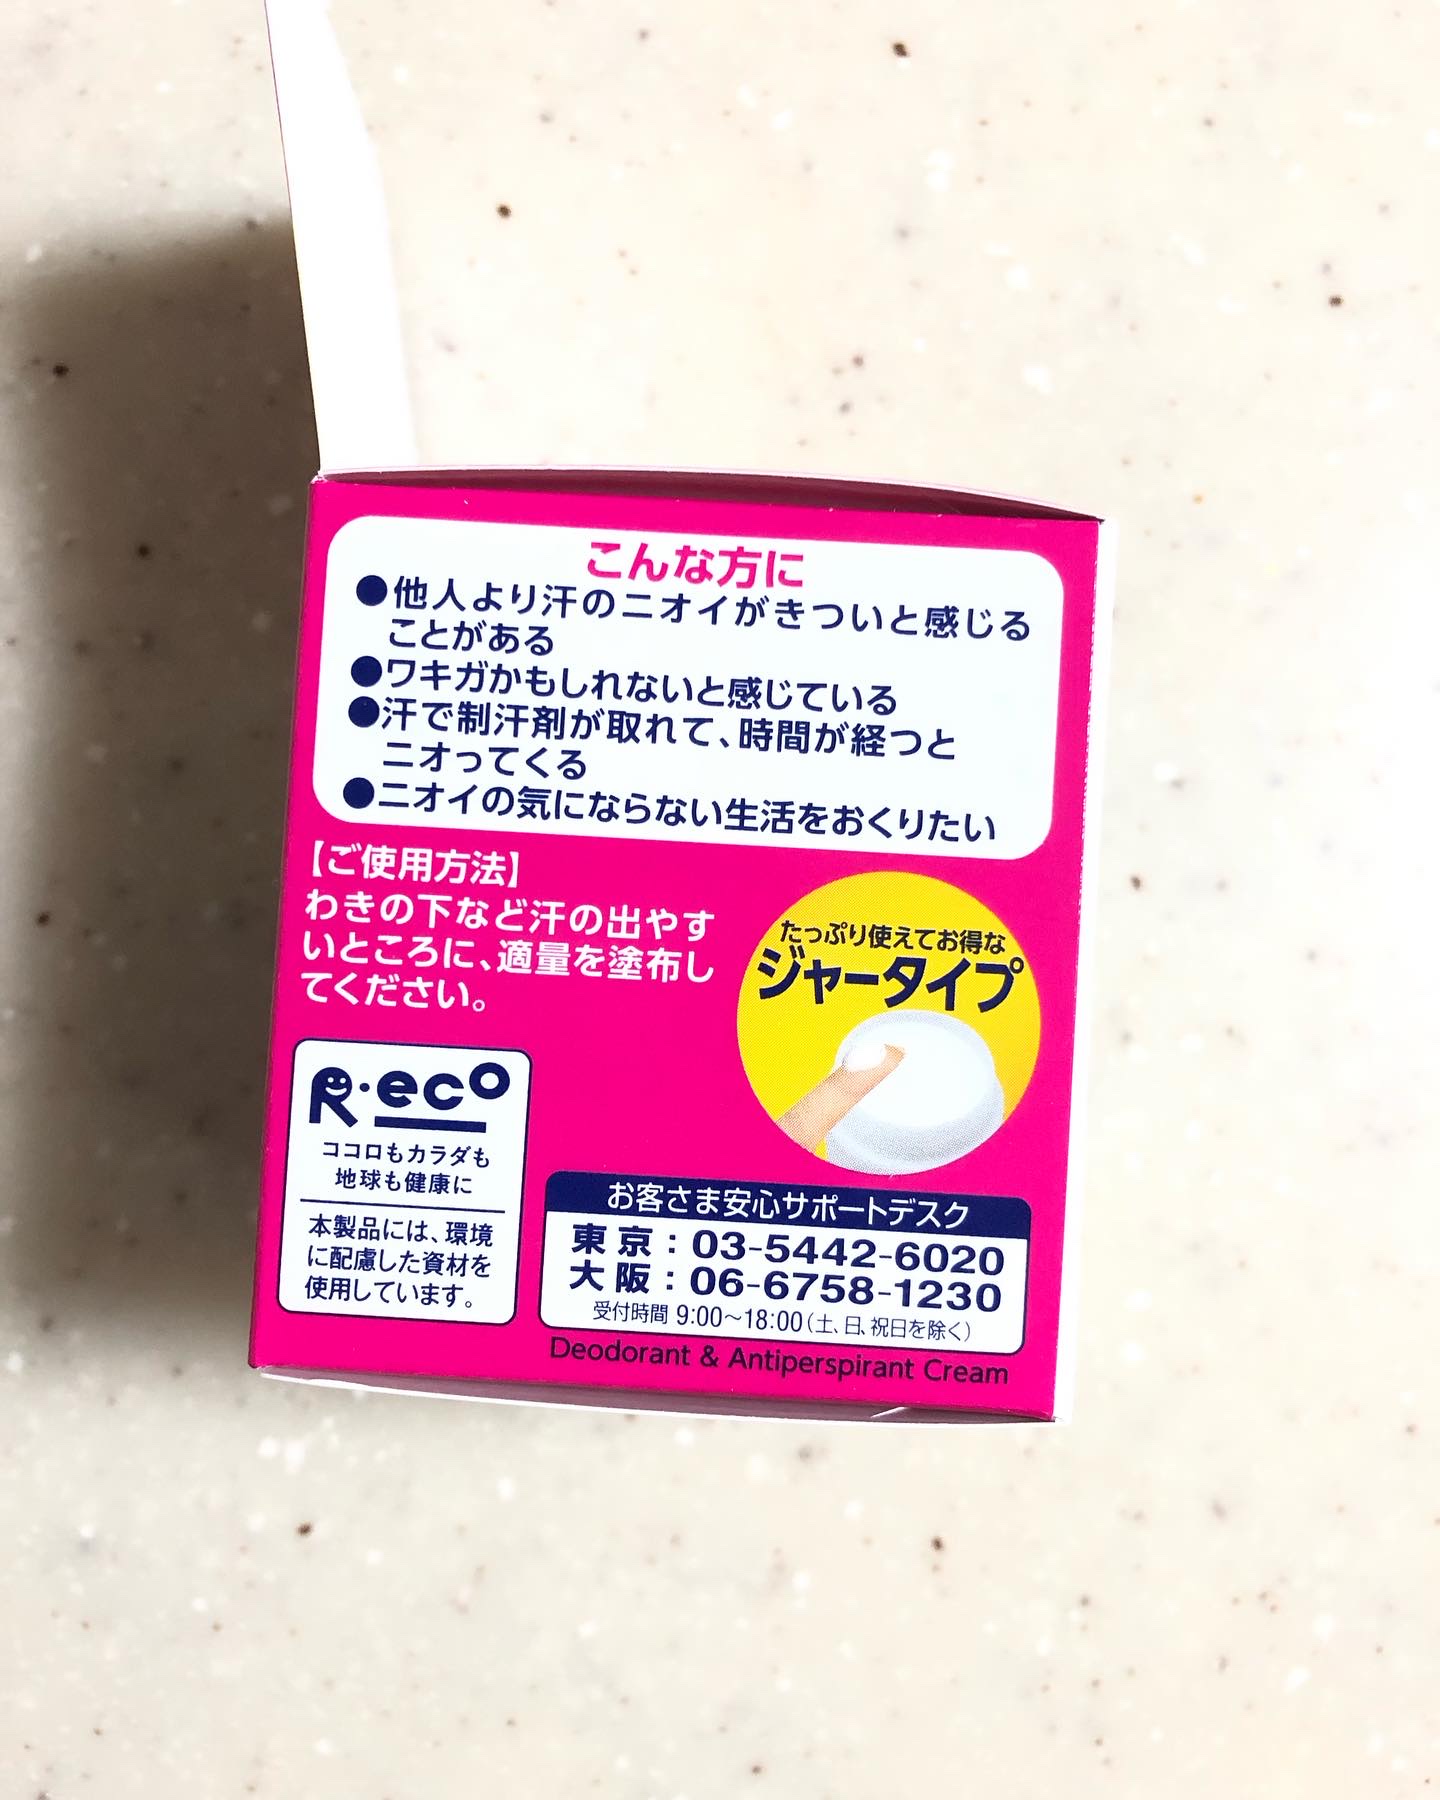 こんな方に
●他人より汗のニオイがきついと感じる
ことがある
●ワキガかもしれないと感じている
●汗で制汗剤が取れて、時間が経つと
ニオってくる
●ニオイの気にならない生活をおくりたい
【ご使用方法】
わきの下など汗の出やす
いところに、適量を塗布し
てください。
たっぷり使えてお得な
ジャータイプ
R・eco
ココロもカラダも
地球も健康に
本製品には、環境
に配慮した資材を
使用しています。
お客さま安心サポートデスク
東京：03-5442-6020
大阪：06-6758-1230
受付時間 9:00～18:00（土、日、祝日を除く）
Deodorant & Antiperspirant Cream